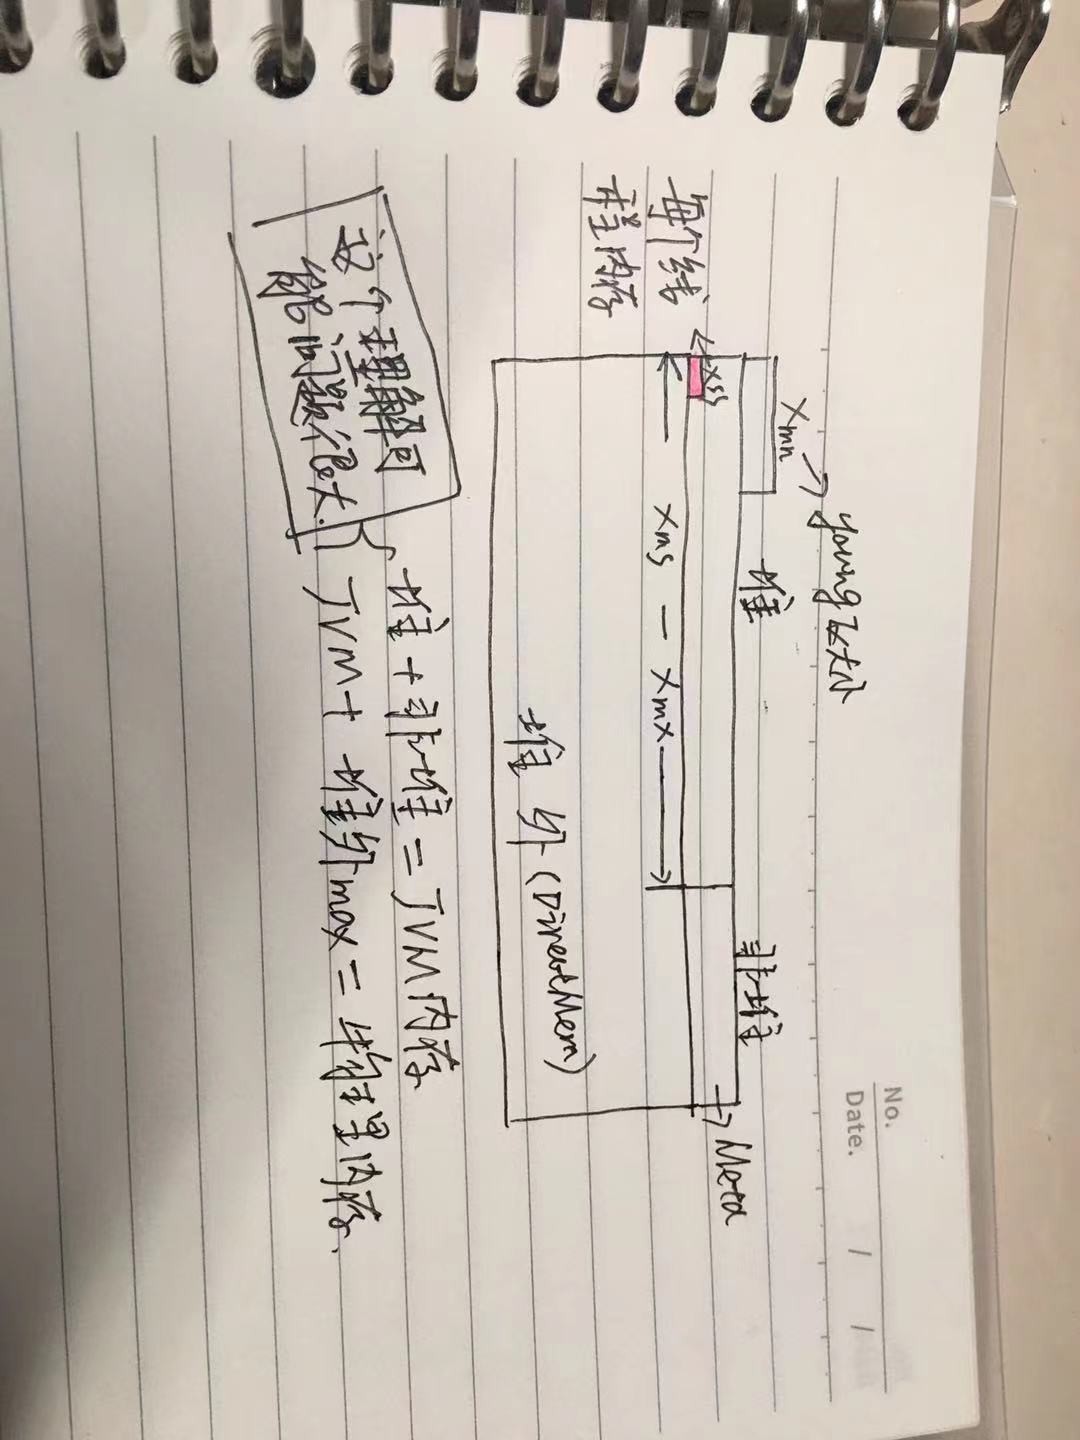 No.
Date. / /
Xmn → young区大小
堆
非堆
→ Meta
每个线
程内存
← Xss
Xms — Xmx
堆外 (DirectMem)
堆 + 非堆 = JVM内存
JVM + 堆外max = 物理内存.
这个理解可
能问题很大.